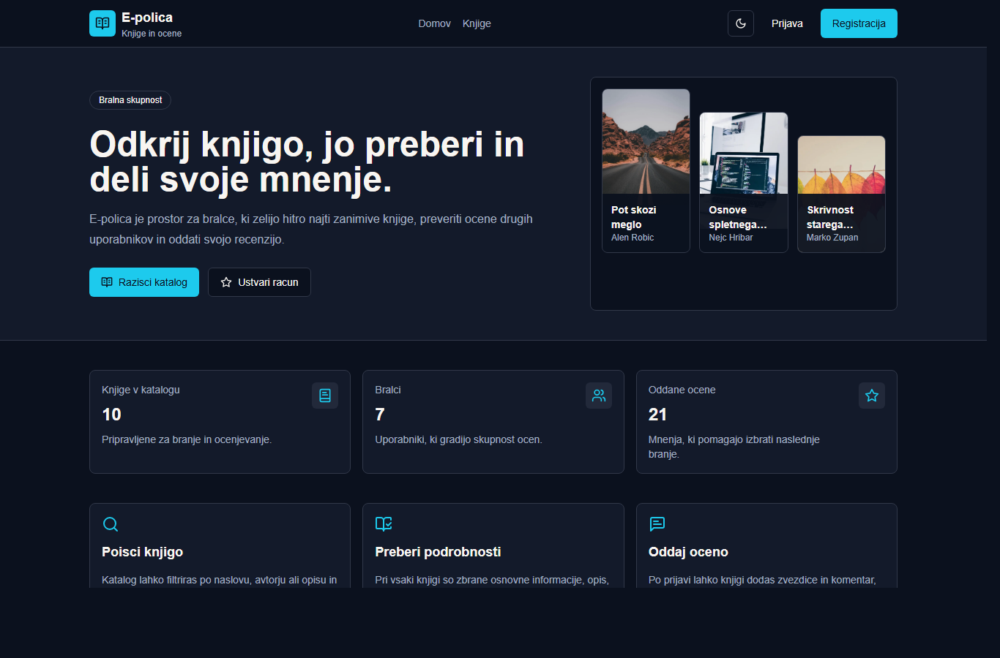 E-polica
Knjige in ocene
Domov
Knjige
Prijava
Registracija
Bralna skupnost
Odkrij knjigo, jo preberi in
deli svoje mnenje.
E-polica je prostor za bralce, ki zelijo hitro najti zanimive knjige, preveriti ocene drugih
uporabnikov in oddati svojo recenzijo.
Razisci katalog
Ustvari racun
Pot skozi
meglo
Alen Robic
Osnove
spletnega...
Nejc Hribar
Skrivnost
starega...
Marko Zupan
Knjige v katalogu
10
Pripravljene za branje in ocenjevanje.
Bralci
7
Uporabniki, ki gradijo skupnost ocen.
Oddane ocene
21
Mnenja, ki pomagajo izbrati naslednje
branje.
Poisci knjigo
Katalog lahko filtriras po naslovu, avtorju ali opisu in
Preberi podrobnosti
Pri vsaki knjigi so zbrane osnovne informacije, opis,
Oddaj oceno
Po prijavi lahko knjigi dodas zvezdice in komentar,